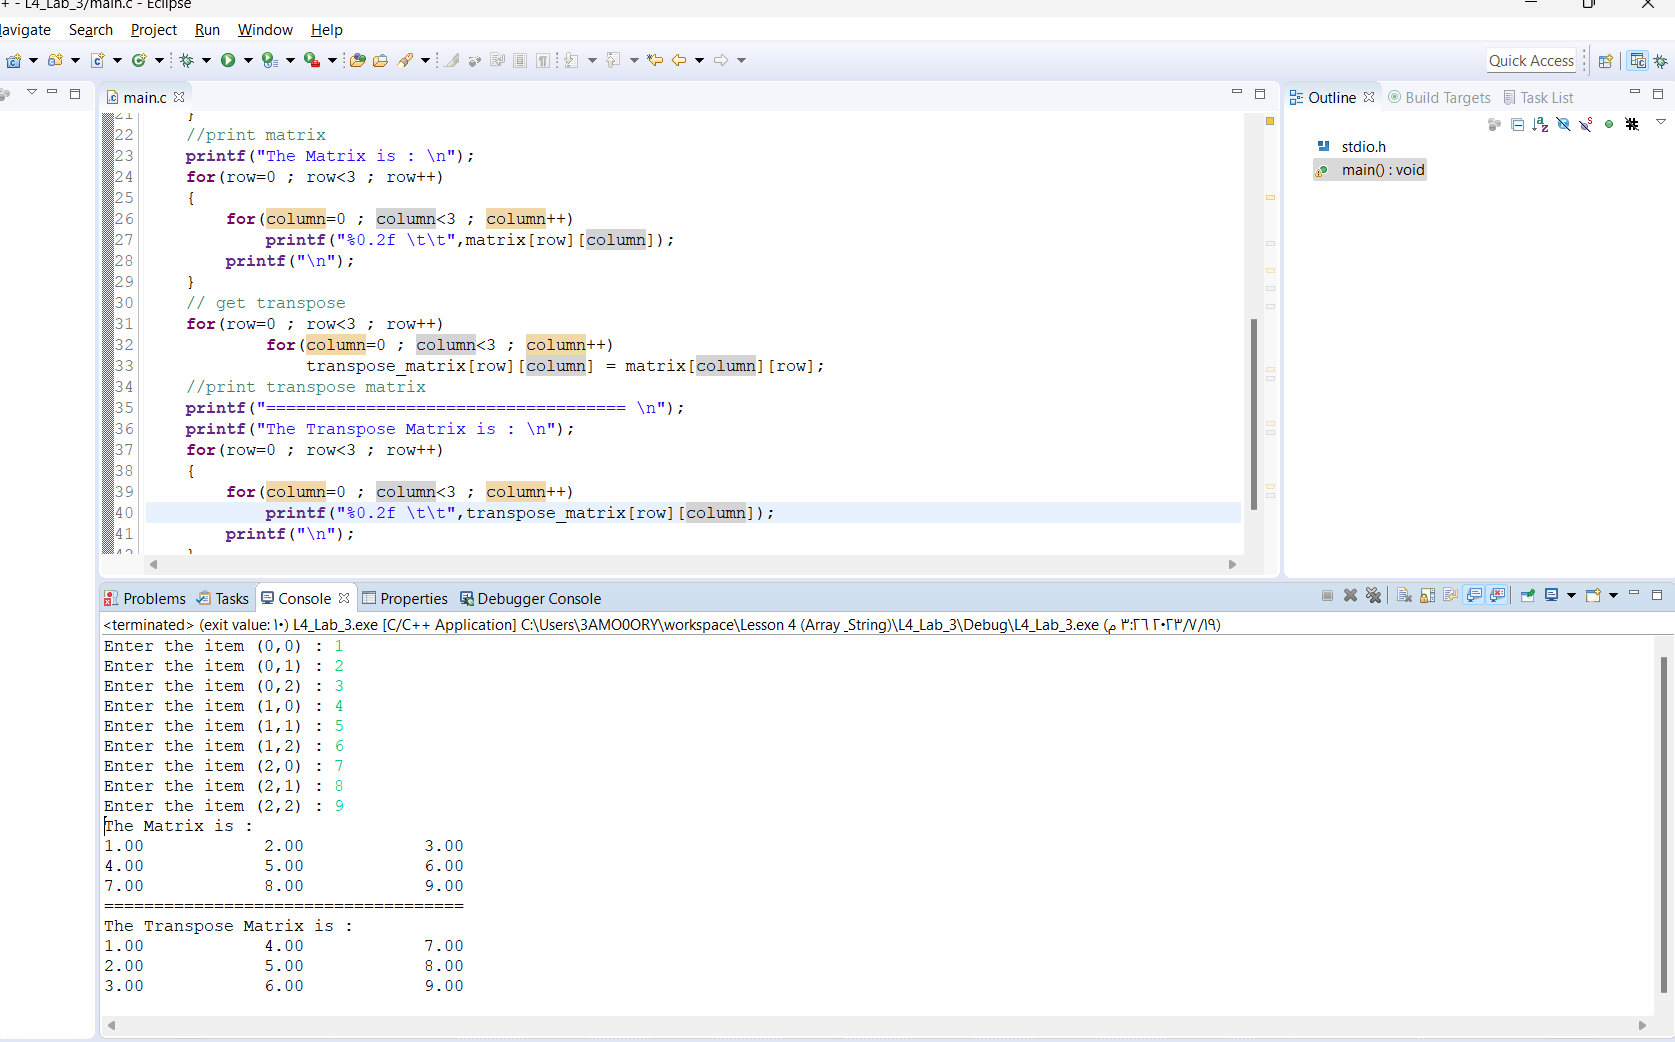 + - L4_Lab_3/main.c - Eclipse
Navigate Search Project Run Window Help
Quick Access
main.c
21 }
22 //print matrix
23 printf("The Matrix is : \n");
24 for(row=0 ; row<3 ; row++)
25 {
26 for(column=0 ; column<3 ; column++)
27 printf("%0.2f \t\t",matrix[row][column]);
28 printf("\n");
29 }
30 // get transpose
31 for(row=0 ; row<3 ; row++)
32 for(column=0 ; column<3 ; column++)
33 transpose_matrix[row][column] = matrix[column][row];
34 //print transpose matrix
35 printf("==================================== \n");
36 printf("The Transpose Matrix is : \n");
37 for(row=0 ; row<3 ; row++)
38 {
39 for(column=0 ; column<3 ; column++)
40 printf("%0.2f \t\t",transpose_matrix[row][column]);
41 printf("\n");
42 }
Outline Build Targets Task List
stdio.h
main() : void
Problems Tasks Console Properties Debugger Console
<terminated> (exit value: ١٠) L4_Lab_3.exe [C/C++ Application] C:\Users\3AMO0ORY\workspace\Lesson 4 (Array _String)\L4_Lab_3\Debug\L4_Lab_3.exe (٢٠٢٣/٧/١٩ ٣:٢٦ م)
Enter the item (0,0) : 1
Enter the item (0,1) : 2
Enter the item (0,2) : 3
Enter the item (1,0) : 4
Enter the item (1,1) : 5
Enter the item (1,2) : 6
Enter the item (2,0) : 7
Enter the item (2,1) : 8
Enter the item (2,2) : 9
The Matrix is :
1.00 2.00 3.00
4.00 5.00 6.00
7.00 8.00 9.00
====================================
The Transpose Matrix is :
1.00 4.00 7.00
2.00 5.00 8.00
3.00 6.00 9.00